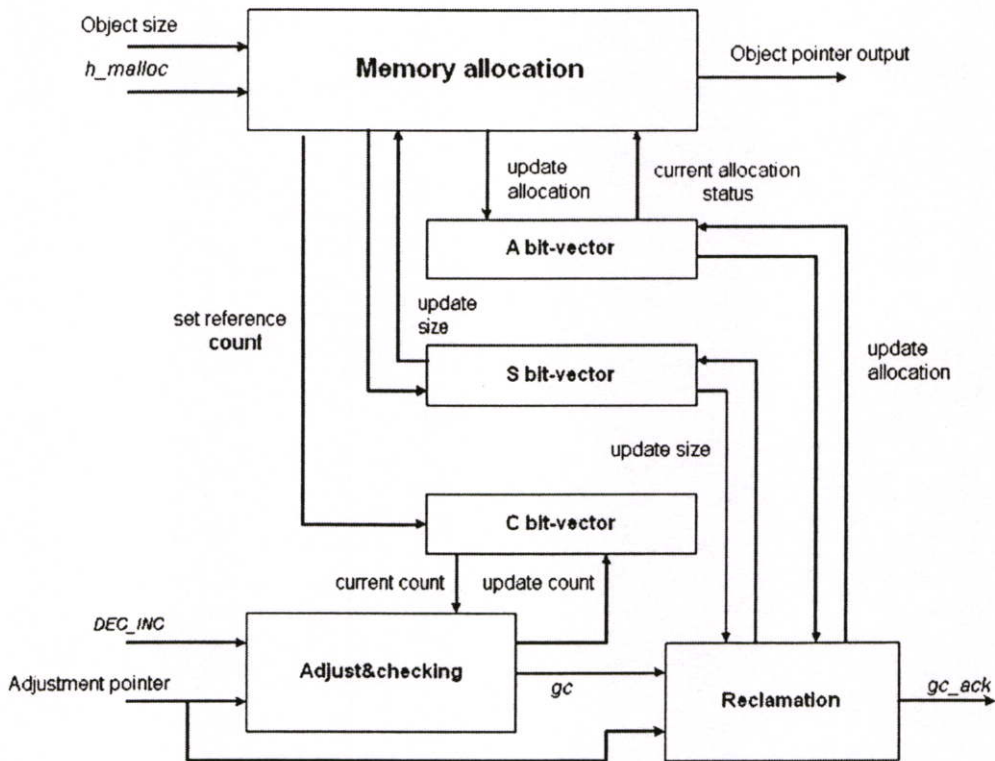 Object size
h_malloc
Memory allocation
Object pointer output
update
allocation
current allocation
status
A bit-vector
set reference
count
update
size
S bit-vector
update
allocation
update size
C bit-vector
current count
update count
DEC_INC
Adjustment pointer
Adjust&checking
gc
Reclamation
gc_ack